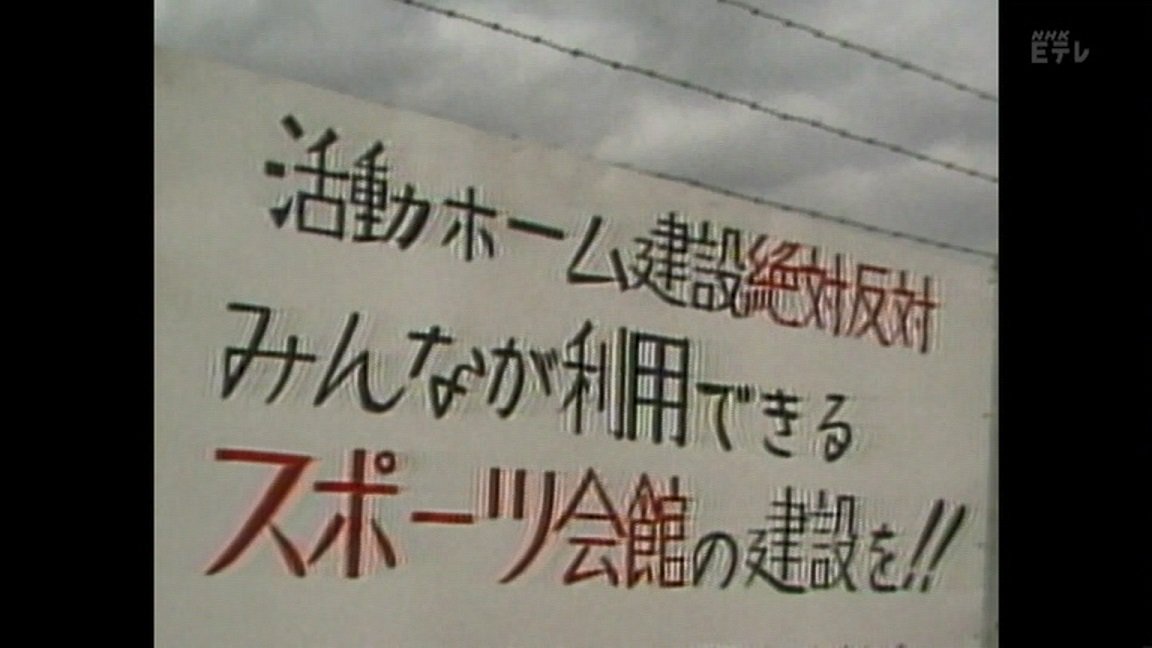 NHK
Eテレ
活動ホーム建設絶対反対
みんなが利用できる
スポーツ会館の建設を!!